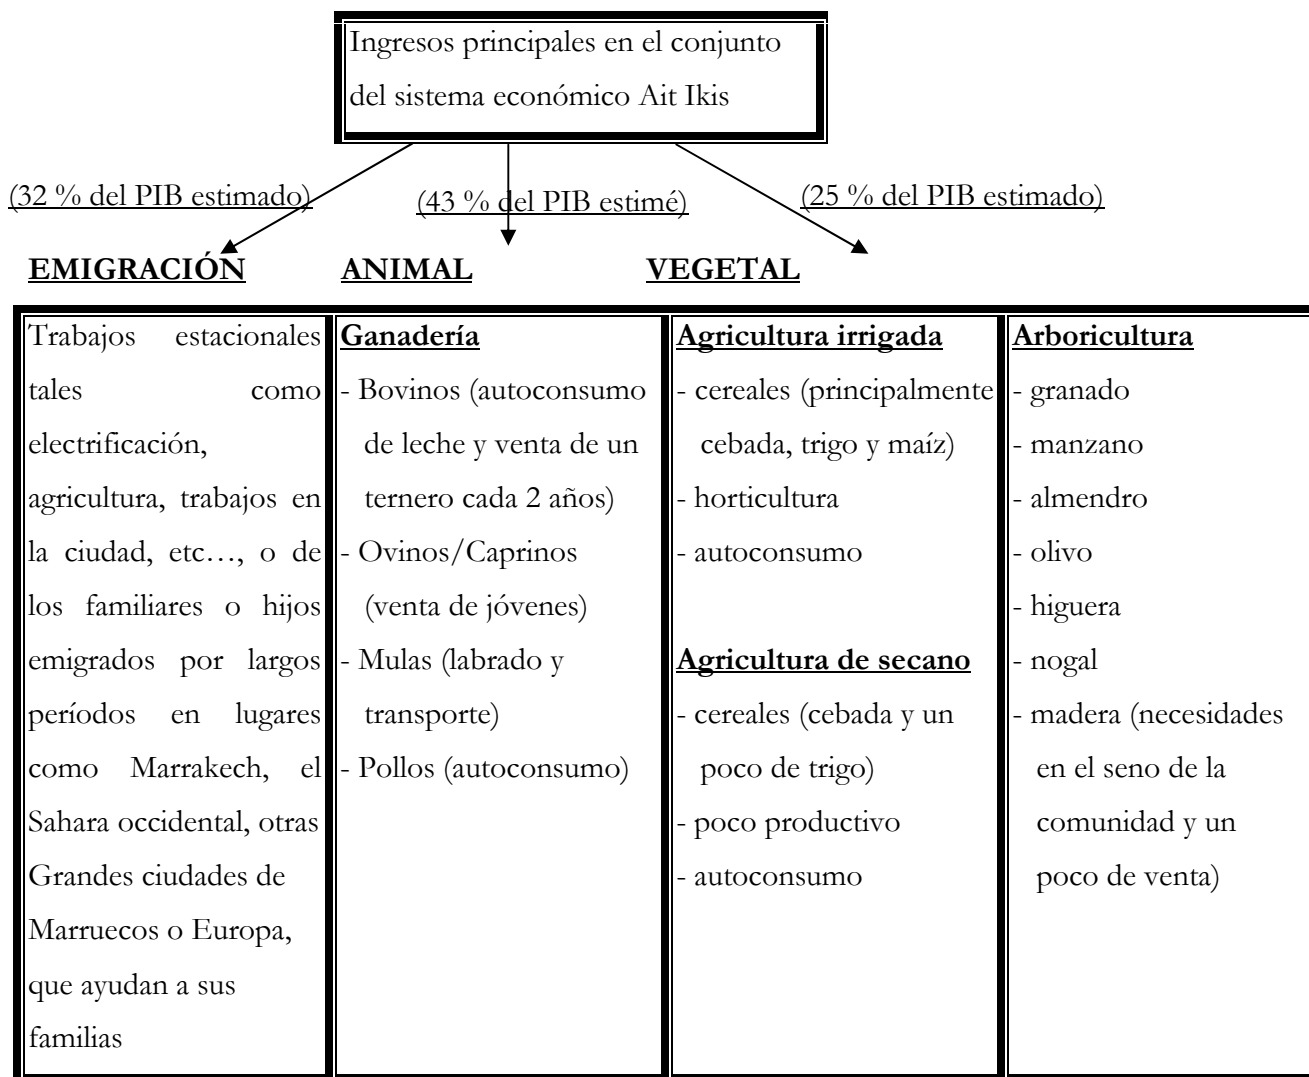 Ingresos principales en el conjunto
del sistema económico Ait Ikis
(32 % del PIB estimado)
(43 % del PIB estimé)
(25 % del PIB estimado)
EMIGRACIÓN
ANIMAL
VEGETAL
Trabajos estacionales
tales como
electrificación,
agricultura, trabajos en
la ciudad, etc…, o de
los familiares o hijos
emigrados por largos
períodos en lugares
como Marrakech, el
Sahara occidental, otras
Grandes ciudades de
Marruecos o Europa,
que ayudan a sus
familias
Ganadería
- Bovinos (autoconsumo
de leche y venta de un
ternero cada 2 años)
- Ovinos/Caprinos
(venta de jóvenes)
- Mulas (labrado y
transporte)
- Pollos (autoconsumo)
Agricultura irrigada
- cereales (principalmente
cebada, trigo y maíz)
- horticultura
- autoconsumo
Agricultura de secano
- cereales (cebada y un
poco de trigo)
- poco productivo
- autoconsumo
Arboricultura
- granado
- manzano
- almendro
- olivo
- higuera
- nogal
- madera (necesidades
en el seno de la
comunidad y un
poco de venta)